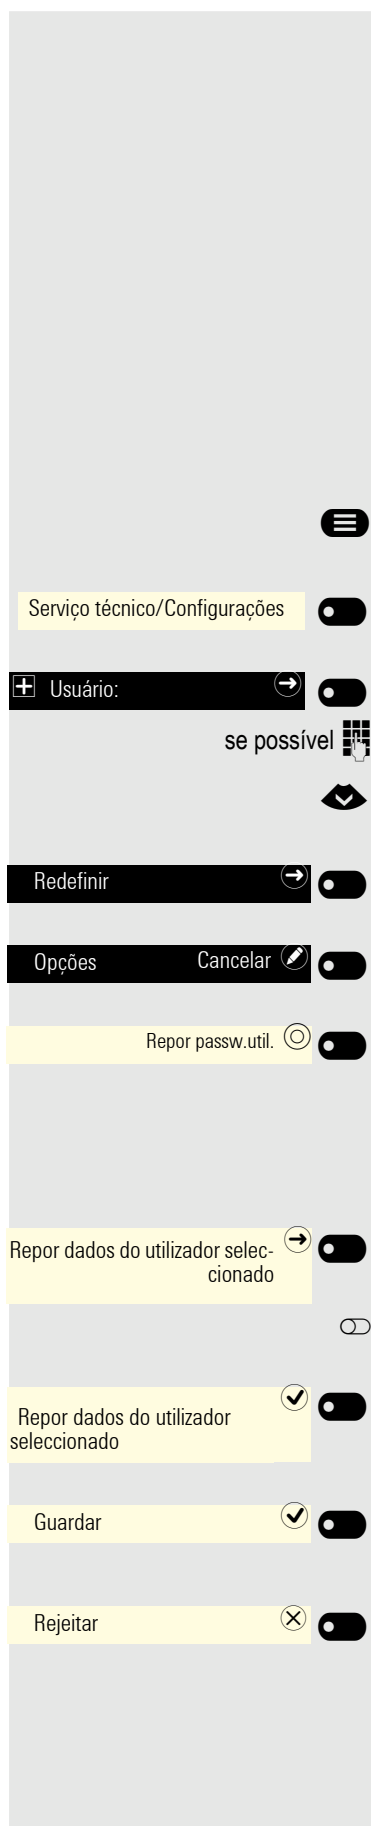 Serviço técnico/Configurações
Usuário:
se possível
Redefinir
Opções Cancelar
Repor passw.util.
Repor dados do utilizador selec-
cionado
Repor dados do utilizador
seleccionado
Guardar
Rejeitar